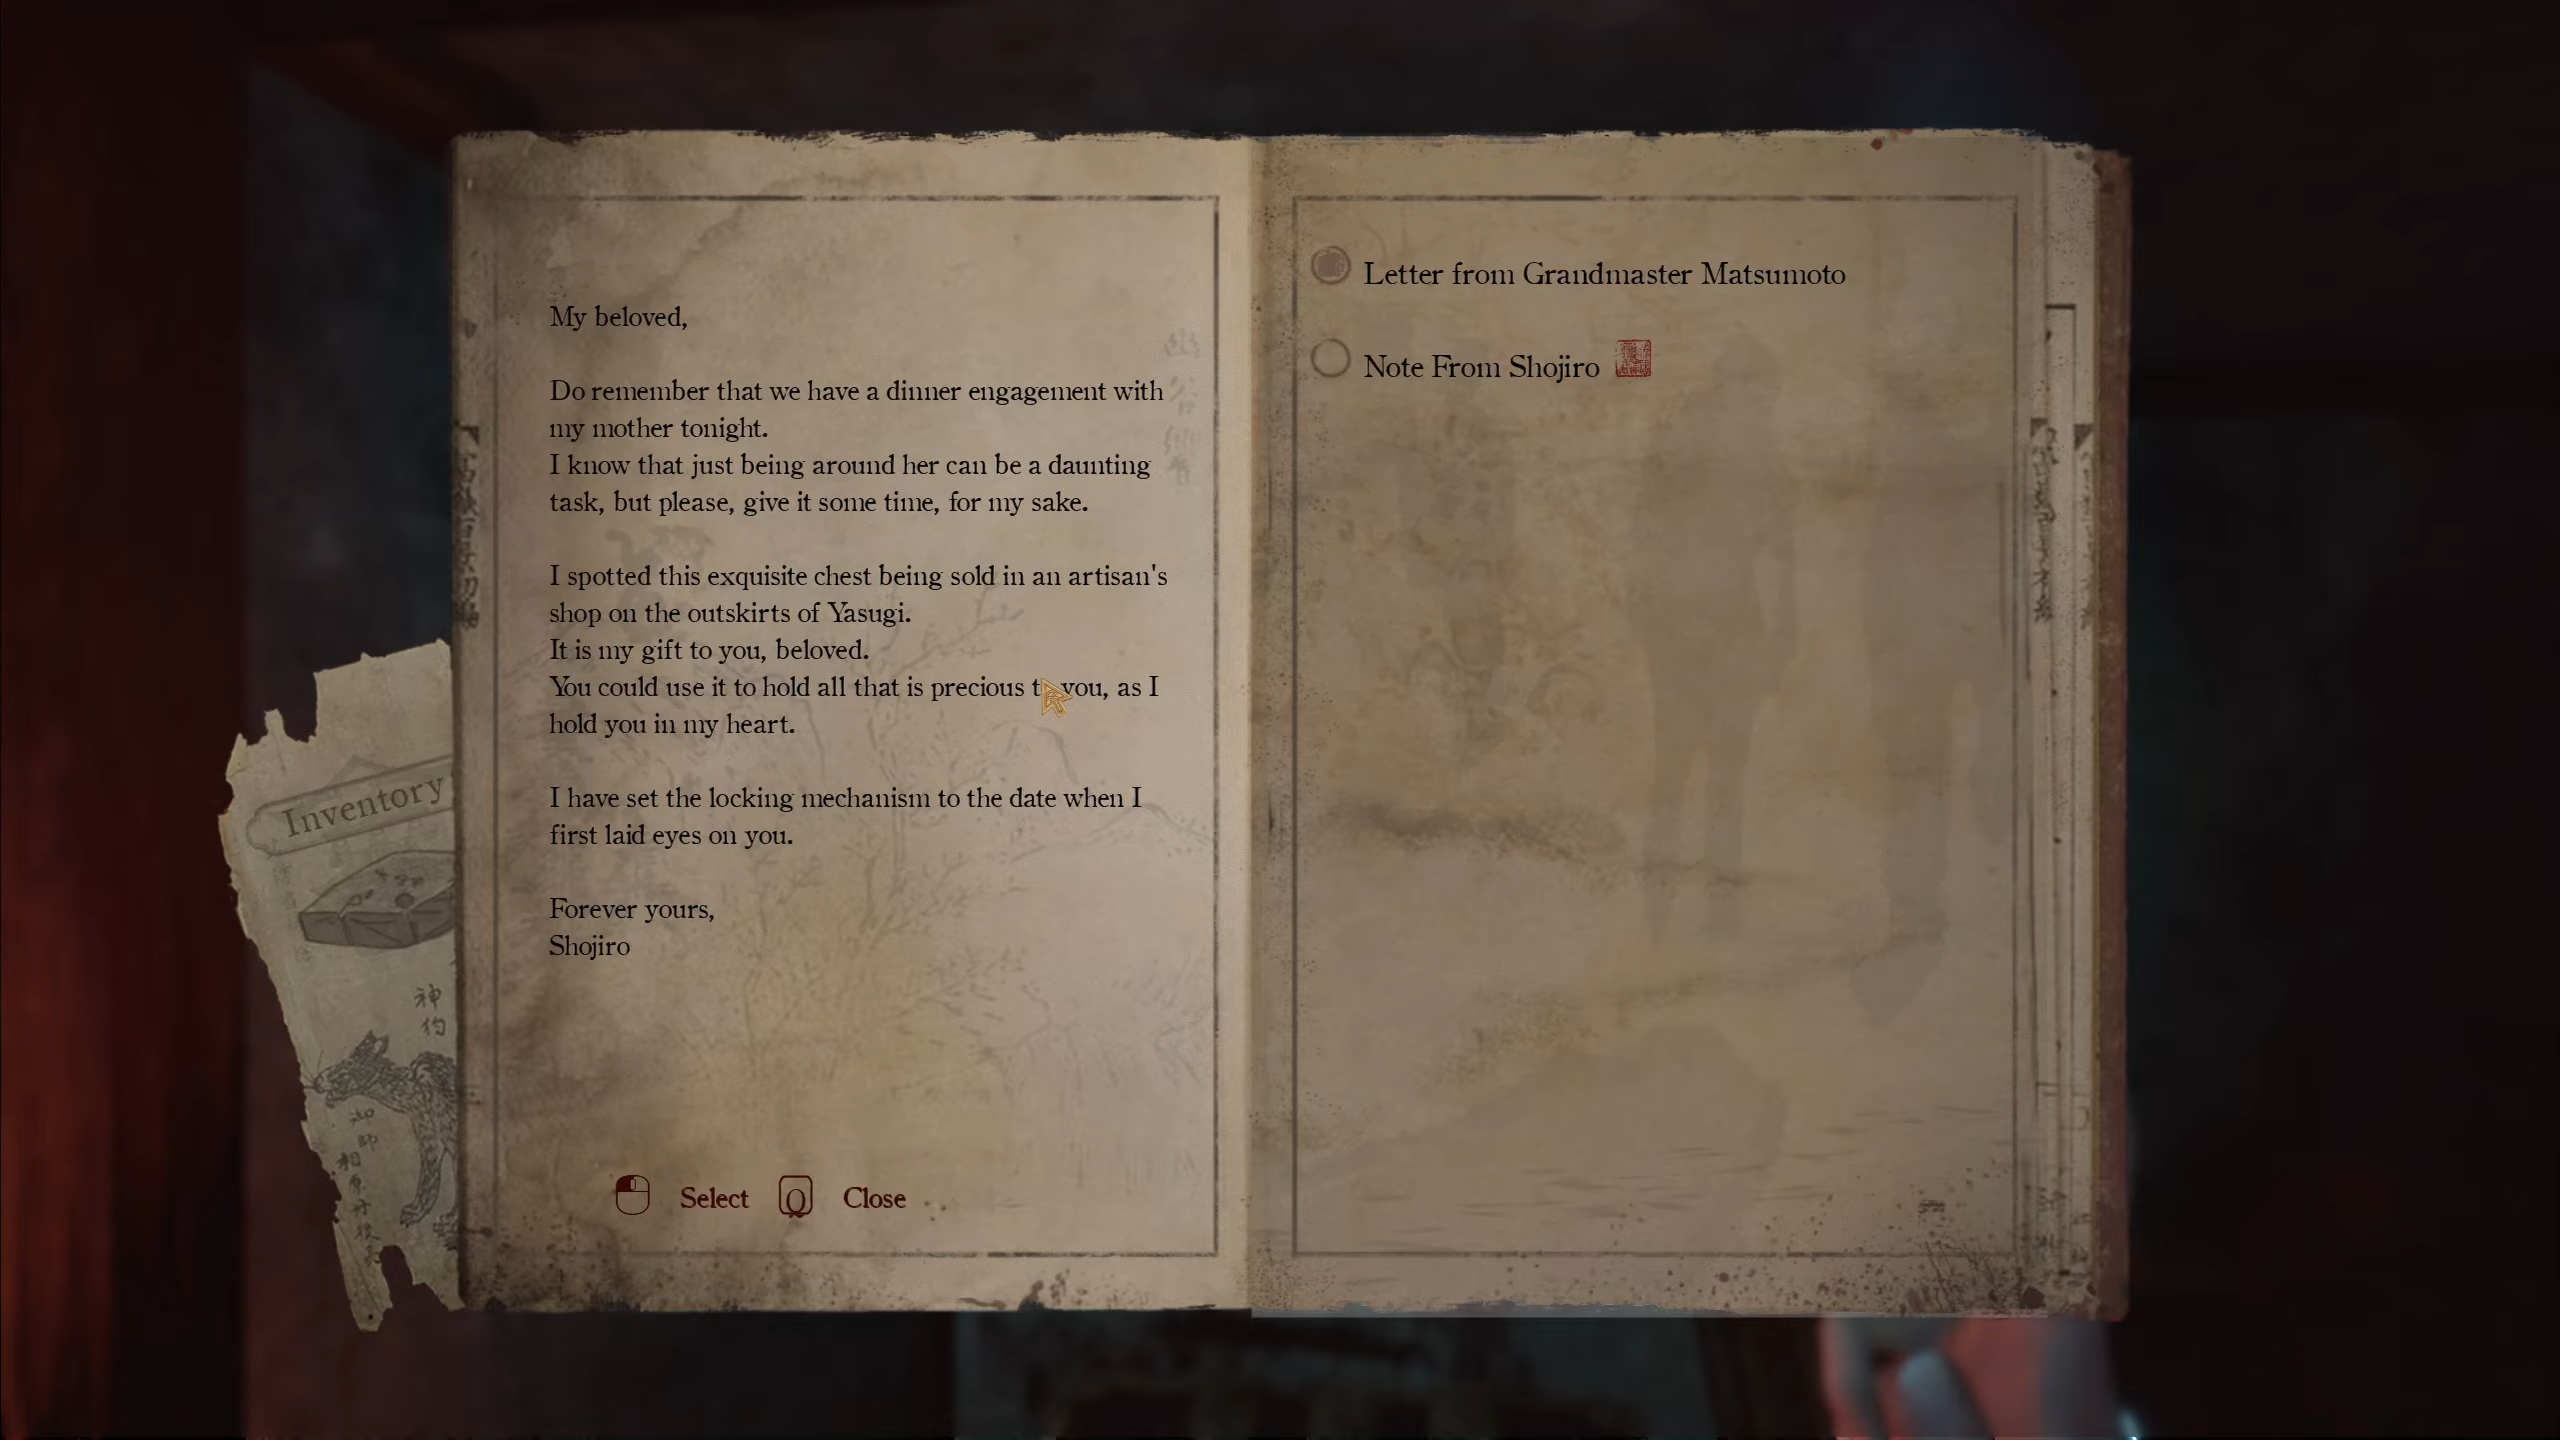 My beloved,
Do remember that we have a dinner engagement with
my mother tonight.
I know that just being around her can be a daunting
task, but please, give it some time, for my sake.
I spotted this exquisite chest being sold in an artisan's
shop on the outskirts of Yasugi.
It is my gift to you, beloved.
You could use it to hold all that is precious to you, as I
hold you in my heart.
I have set the locking mechanism to the date when I
first laid eyes on you.
Forever yours,
Shojiro
Select Q Close
Letter from Grandmaster Matsumoto
Note From Shojiro
Inventory